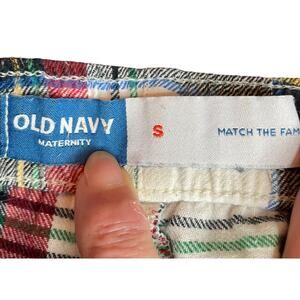 OLD NAVY
MATERNITY
S
MATCH THE FAM